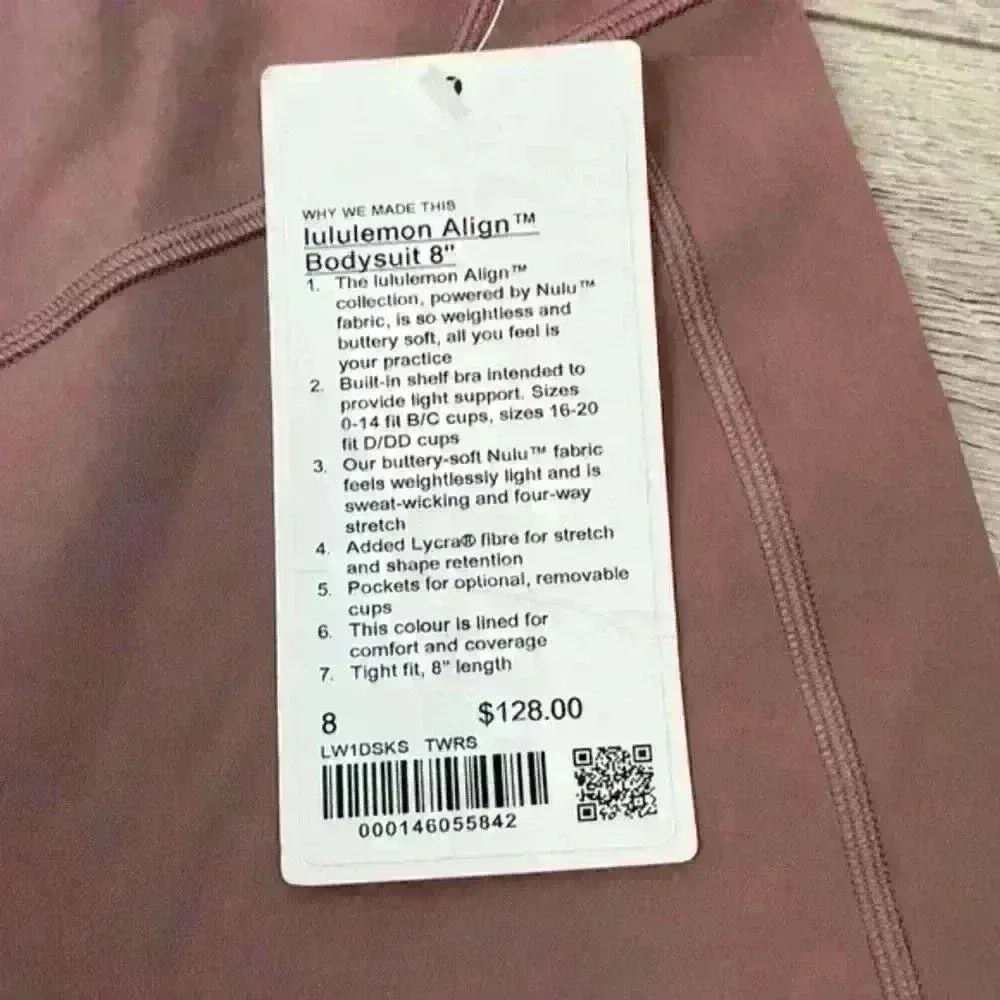 WHY WE MADE THIS
lululemon Align™
Bodysuit 8"
1. The lululemon Align™
collection, powered by Nulu™
fabric, is so weightless and
buttery soft, all you feel is
your practice
2. Built-in shelf bra intended to
provide light support. Sizes
0-14 fit B/C cups, sizes 16-20
fit D/DD cups
3. Our buttery-soft Nulu™ fabric
feels weightlessly light and is
sweat-wicking and four-way
stretch
4. Added Lycra® fibre for stretch
and shape retention
5. Pockets for optional, removable
cups
6. This colour is lined for
comfort and coverage
7. Tight fit, 8" length
8 $128.00
LW1DSKS TWRS
000146055842